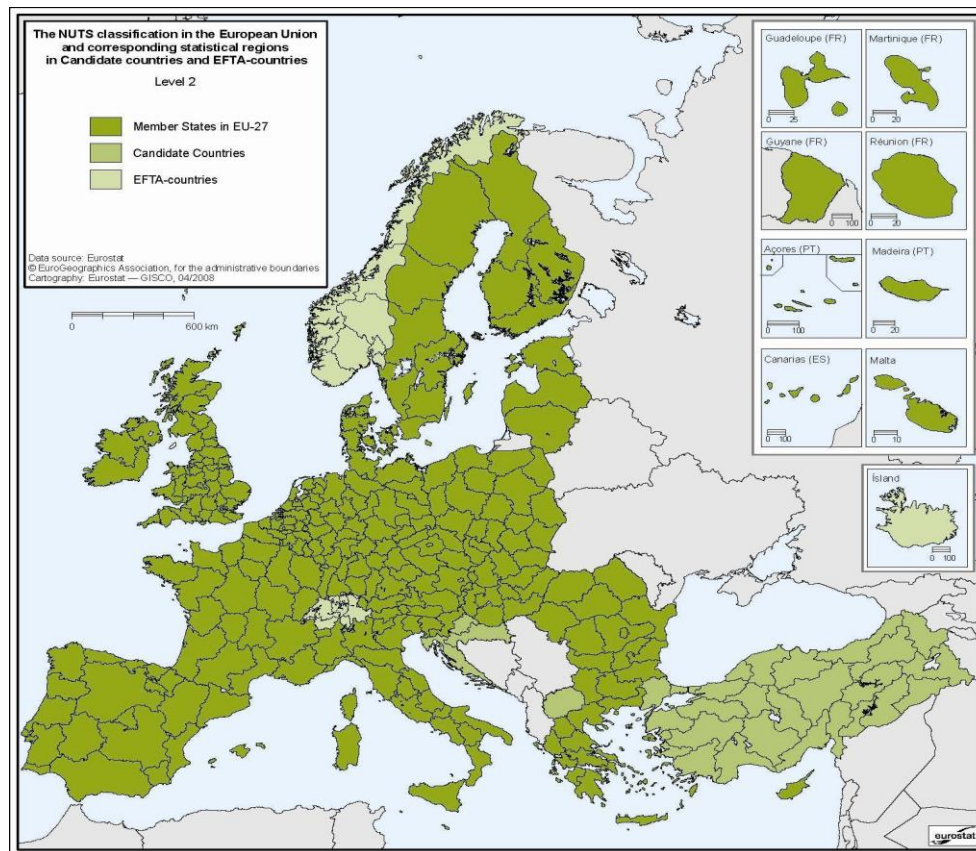 The NUTS classification in the European Union
and corresponding statistical regions
in Candidate countries and EFTA-countries
Level 2
Member States in EU-27
Candidate Countries
EFTA-countries
Data source: Eurostat
© EuroGeographics Association, for the administrative boundaries
Cartography: Eurostat — GISCO, 04/2008
0 600 km
Guadeloupe (FR)
0 25
Martinique (FR)
0 20
Guyane (FR)
0 100
Réunion (FR)
0 20
Açores (PT)
0 100
Madeira (PT)
0 20
Canarias (ES)
0 100
Malta
0 10
Ísland
0 100
eurostat